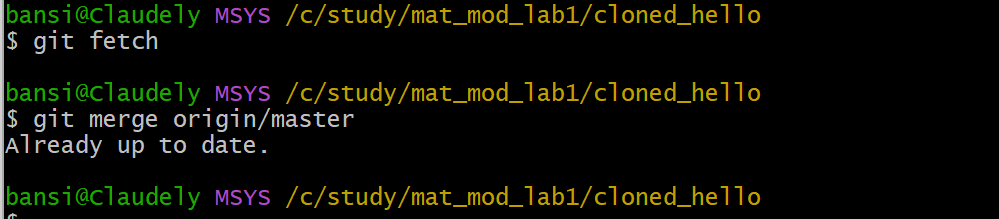 bansi@Claudely MSYS /c/study/mat_mod_lab1/cloned_hello
$ git fetch
bansi@Claudely MSYS /c/study/mat_mod_lab1/cloned_hello
$ git merge origin/master
Already up to date.
bansi@Claudely MSYS /c/study/mat_mod_lab1/cloned_hello
$